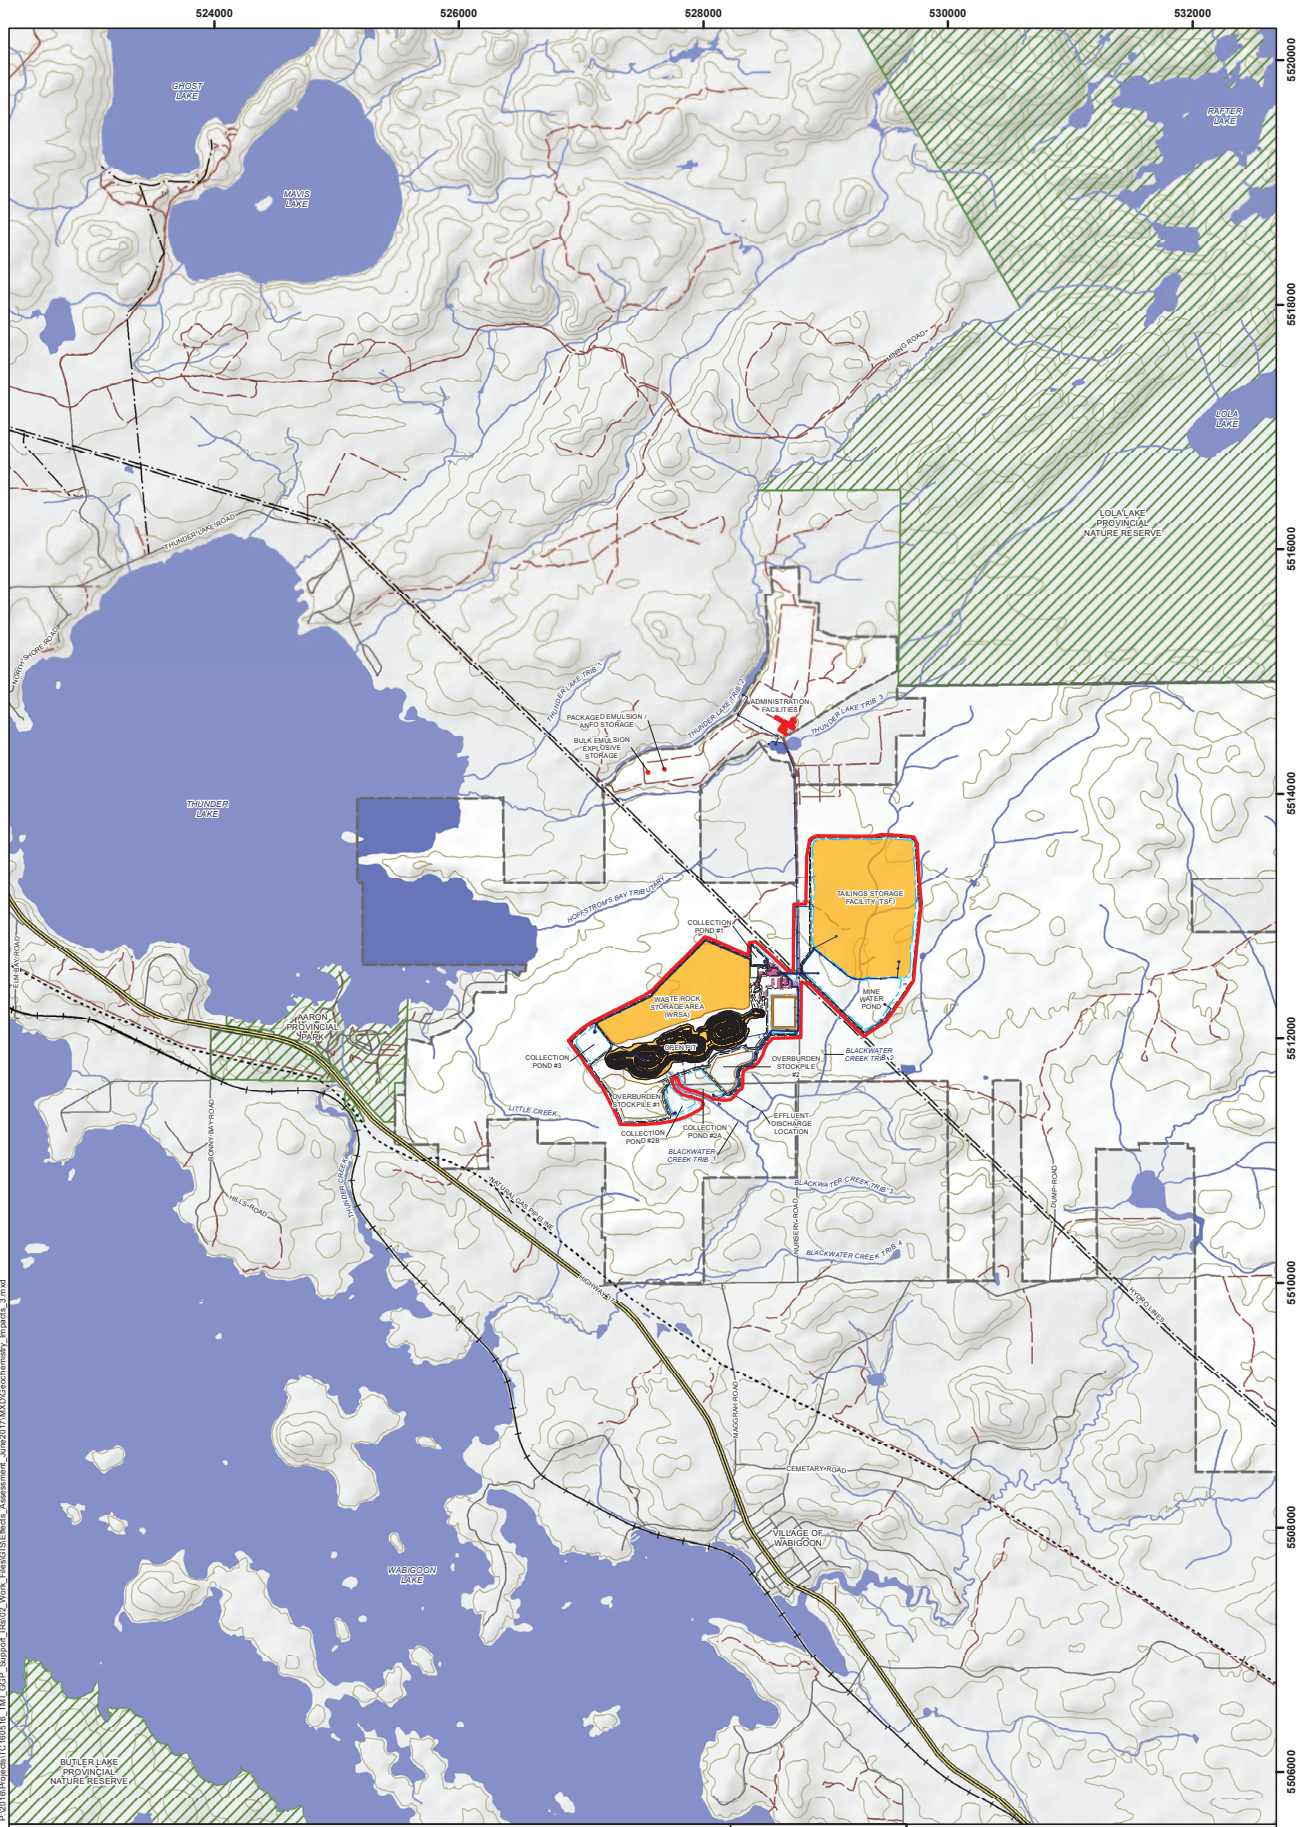 524000
526000
528000
530000
532000
5520000
GHOST
LAKE
RAFTER
LAKE
MAVIS
LAKE
5518000
MINING ROAD
LOLA
LAKE
THUNDER LAKE ROAD
LOLA LAKE
PROVINCIAL
NATURE RESERVE
5516000
NORTH SHORE ROAD
THUNDER LAKE TRIB. 1
THUNDER LAKE TRIB. 2
THUNDER LAKE TRIB. 3
ADMINISTRATION
FACILITIES
PACKAGED EMULSION /
ANFO STORAGE
BULK EMULSION
EXPLOSIVE
STORAGE
THUNDER
LAKE
5514000
TAILINGS STORAGE
FACILITY (TSF)
HOFFSTROM'S BAY TRIBUTARY
COLLECTION
POND #1
ELM BAY ROAD
WASTE ROCK
STORAGE AREA
(WRSA)
MINE
WATER
POND
AARON
PROVINCIAL
PARK
5512000
OPEN PIT
COLLECTION
POND #3
BLACKWATER
CREEK TRIB. 2
OVERBURDEN
STOCKPILE
#2
OVERBURDEN
STOCKPILE #1
LITTLE CREEK
EFFLUENT
DISCHARGE
LOCATION
COLLECTION
POND #2B
COLLECTION
POND #2A
BLACKWATER
CREEK TRIB. 1
BONNY BAY ROAD
THUNDER CREEK
HILLS ROAD
NATURAL GAS PIPELINE
BLACKWATER CREEK TRIB. 3
NURSERY ROAD
DUMP ROAD
BLACKWATER CREEK TRIB. 4
HIGHWAY 17
5510000
HYDRO LINES
MAGGRAH ROAD
CEMETARY ROAD
VILLAGE OF
WABIGOON
5508000
WABIGOON
LAKE
BUTLER LAKE
PROVINCIAL
NATURE RESERVE
5506000